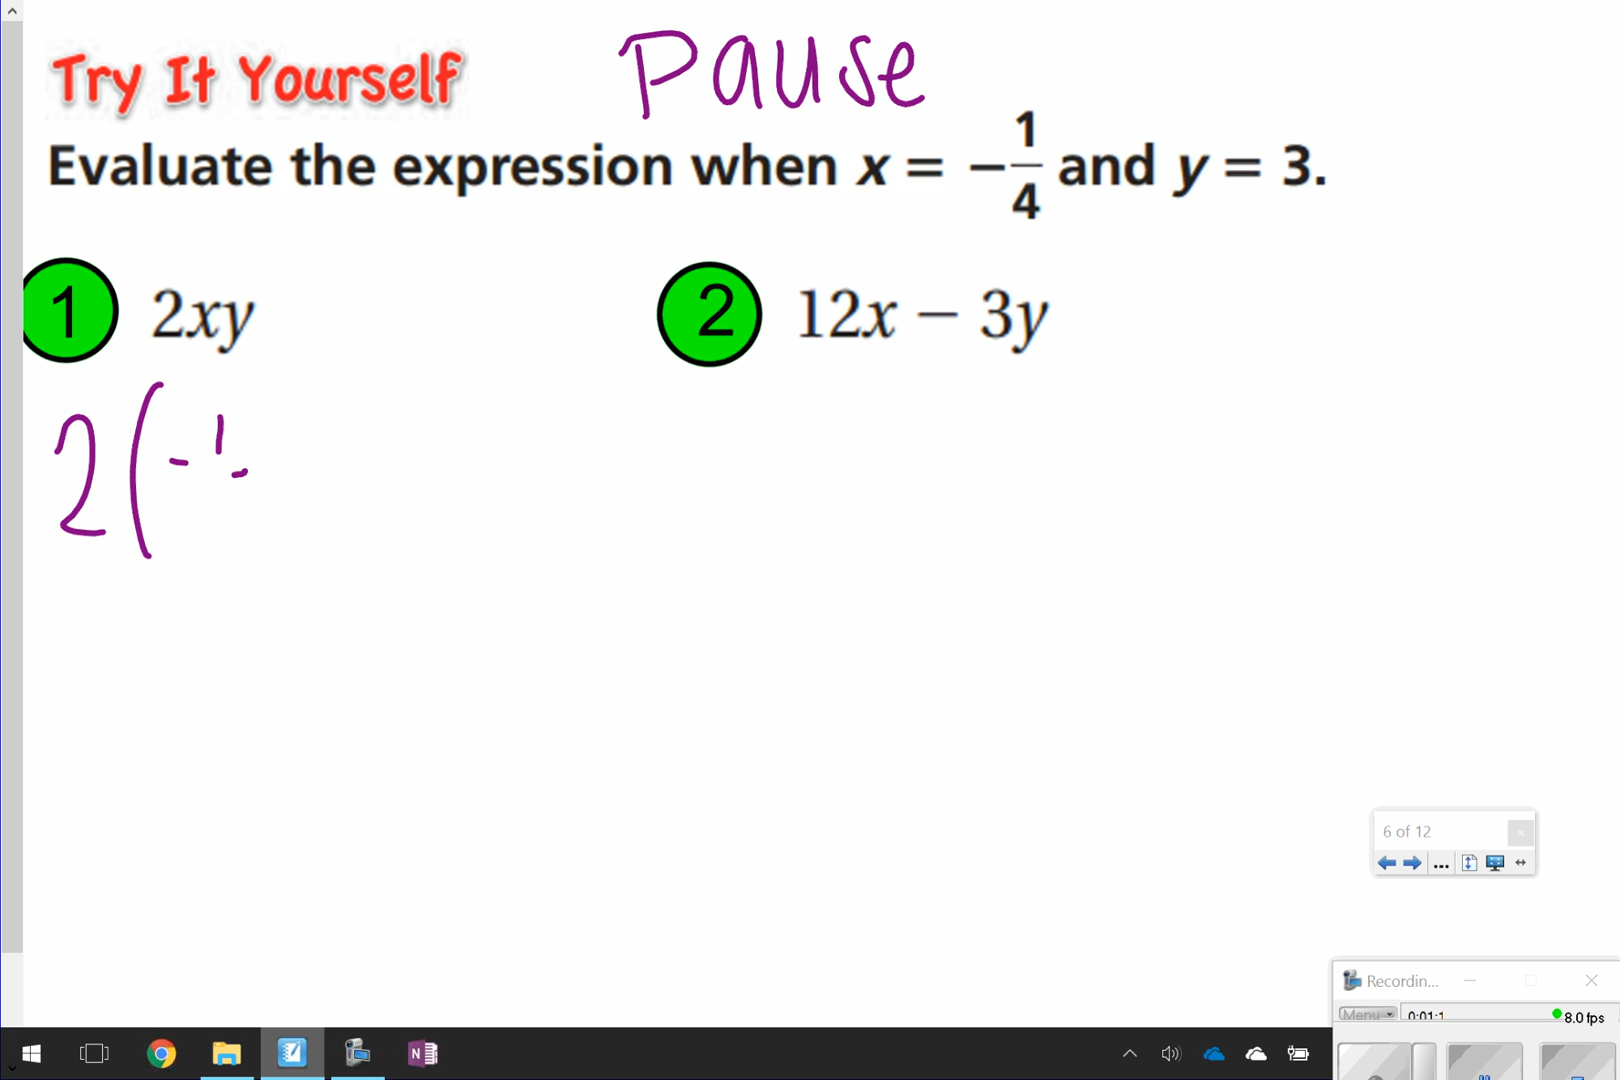 Try It Yourself
Pause
Evaluate the expression when x = -1/4 and y = 3.
1 2xy
2 12x − 3y
2(-1
6 of 12
...
Recordin...
Menu
0:01:1
8.0 fps
N